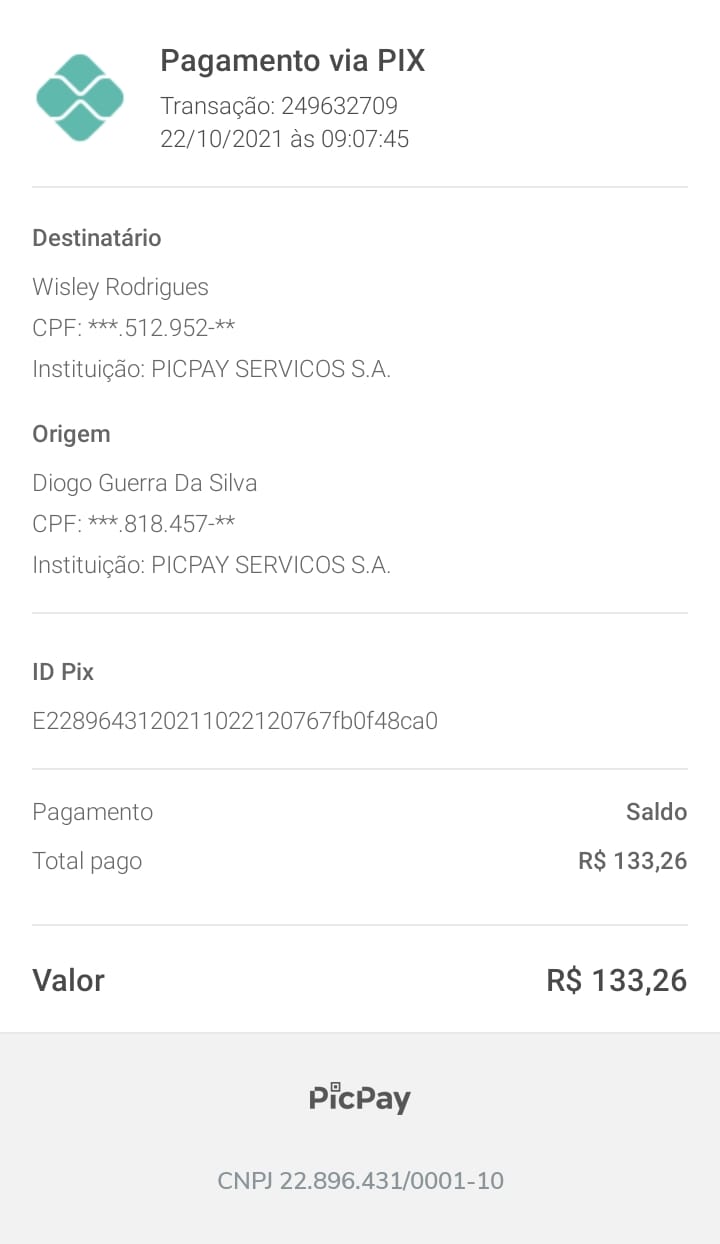 Pagamento via PIX
Transação: 249632709
22/10/2021 às 09:07:45
Destinatário
Wisley Rodrigues
CPF: ***.512.952-**
Instituição: PICPAY SERVICOS S.A.
Origem
Diogo Guerra Da Silva
CPF: ***.818.457-**
Instituição: PICPAY SERVICOS S.A.
ID Pix
E2289643120211022120767fb0f48ca0
Pagamento Saldo
Total pago R$ 133,26
Valor R$ 133,26
PicPay
CNPJ 22.896.431/0001-10